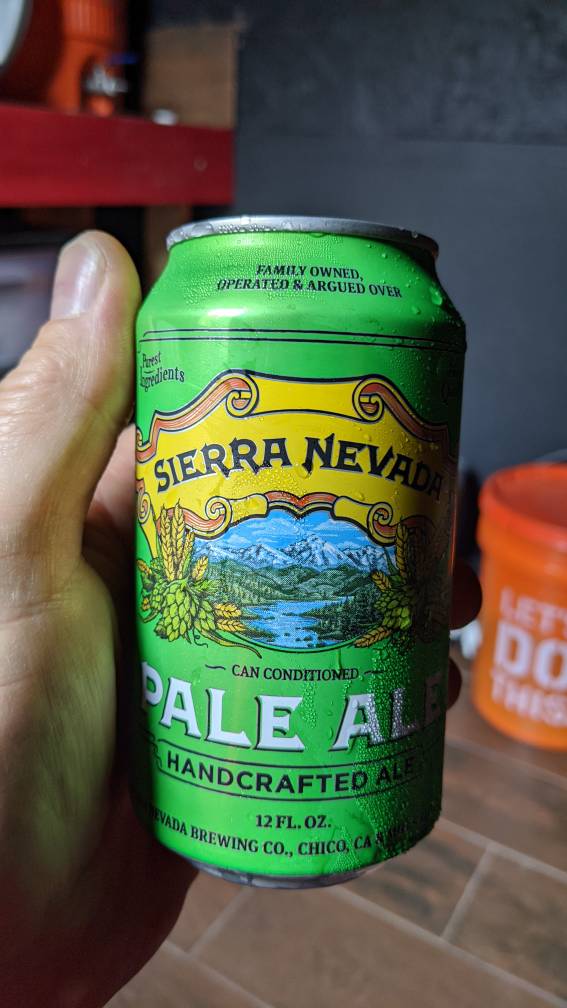 FAMILY OWNED,
OPERATED & ARGUED OVER
Purest
Ingredients
SIERRA NEVADA
CAN CONDITIONED
PALE ALE
HANDCRAFTED ALE
12 FL. OZ.
NEVADA BREWING CO., CHICO, CA &
LET'S
DO
THIS